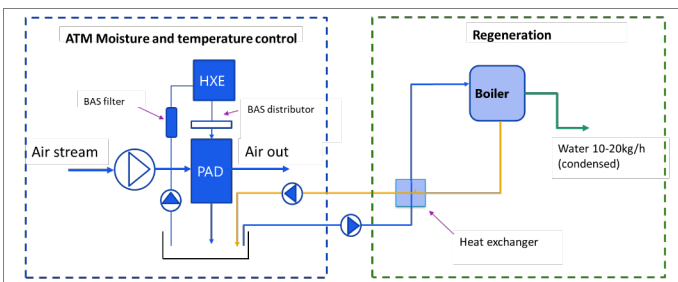 ATM Moisture and temperature control
Regeneration
HXE
BAS filter
BAS distributor
Boiler
Air stream
Air out
PAD
Water 10-20kg/h
(condensed)
Heat exchanger